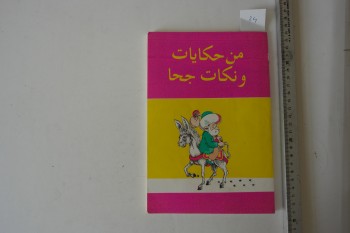 من حكايات
ونكات جحا